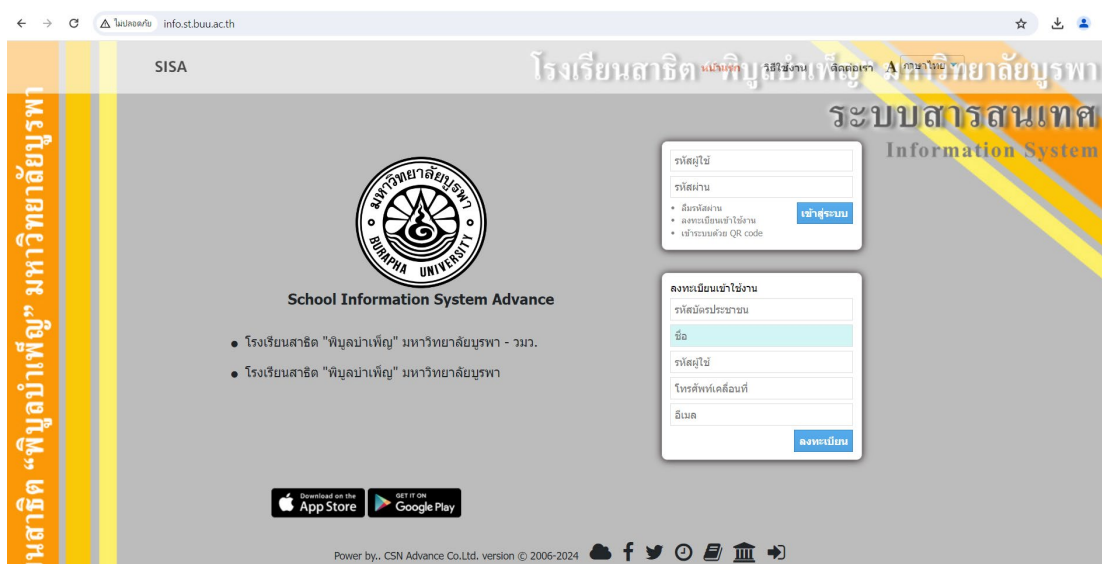 ไม่ปลอดภัย info.st.buu.ac.th
SISA
โรงเรียนสาธิต “พิบูลบำเพ็ญ” มหาวิทยาลัยบูรพา
หน้าแรก วิธีใช้งาน ติดต่อเรา A ภาษาไทย
ระบบสารสนเทศ
Information System
นสาธิต “พิบูลบำเพ็ญ” มหาวิทยาลัยบูรพา
มหาวิทยาลัยบูรพา
BURAPHA UNIVERSITY
School Information System Advance
● โรงเรียนสาธิต "พิบูลบำเพ็ญ" มหาวิทยาลัยบูรพา - วมว.
● โรงเรียนสาธิต "พิบูลบำเพ็ญ" มหาวิทยาลัยบูรพา
รหัสผู้ใช้
รหัสผ่าน
• ลืมรหัสผ่าน
• ลงทะเบียนเข้าใช้งาน
• เข้าระบบด้วย QR code
เข้าสู่ระบบ
ลงทะเบียนเข้าใช้งาน
รหัสบัตรประชาชน
ชื่อ
รหัสผู้ใช้
โทรศัพท์เคลื่อนที่
อีเมล
ลงทะเบียน
Download on the
App Store
GET IT ON
Google Play
Power by.. CSN Advance Co.Ltd. version © 2006-2024